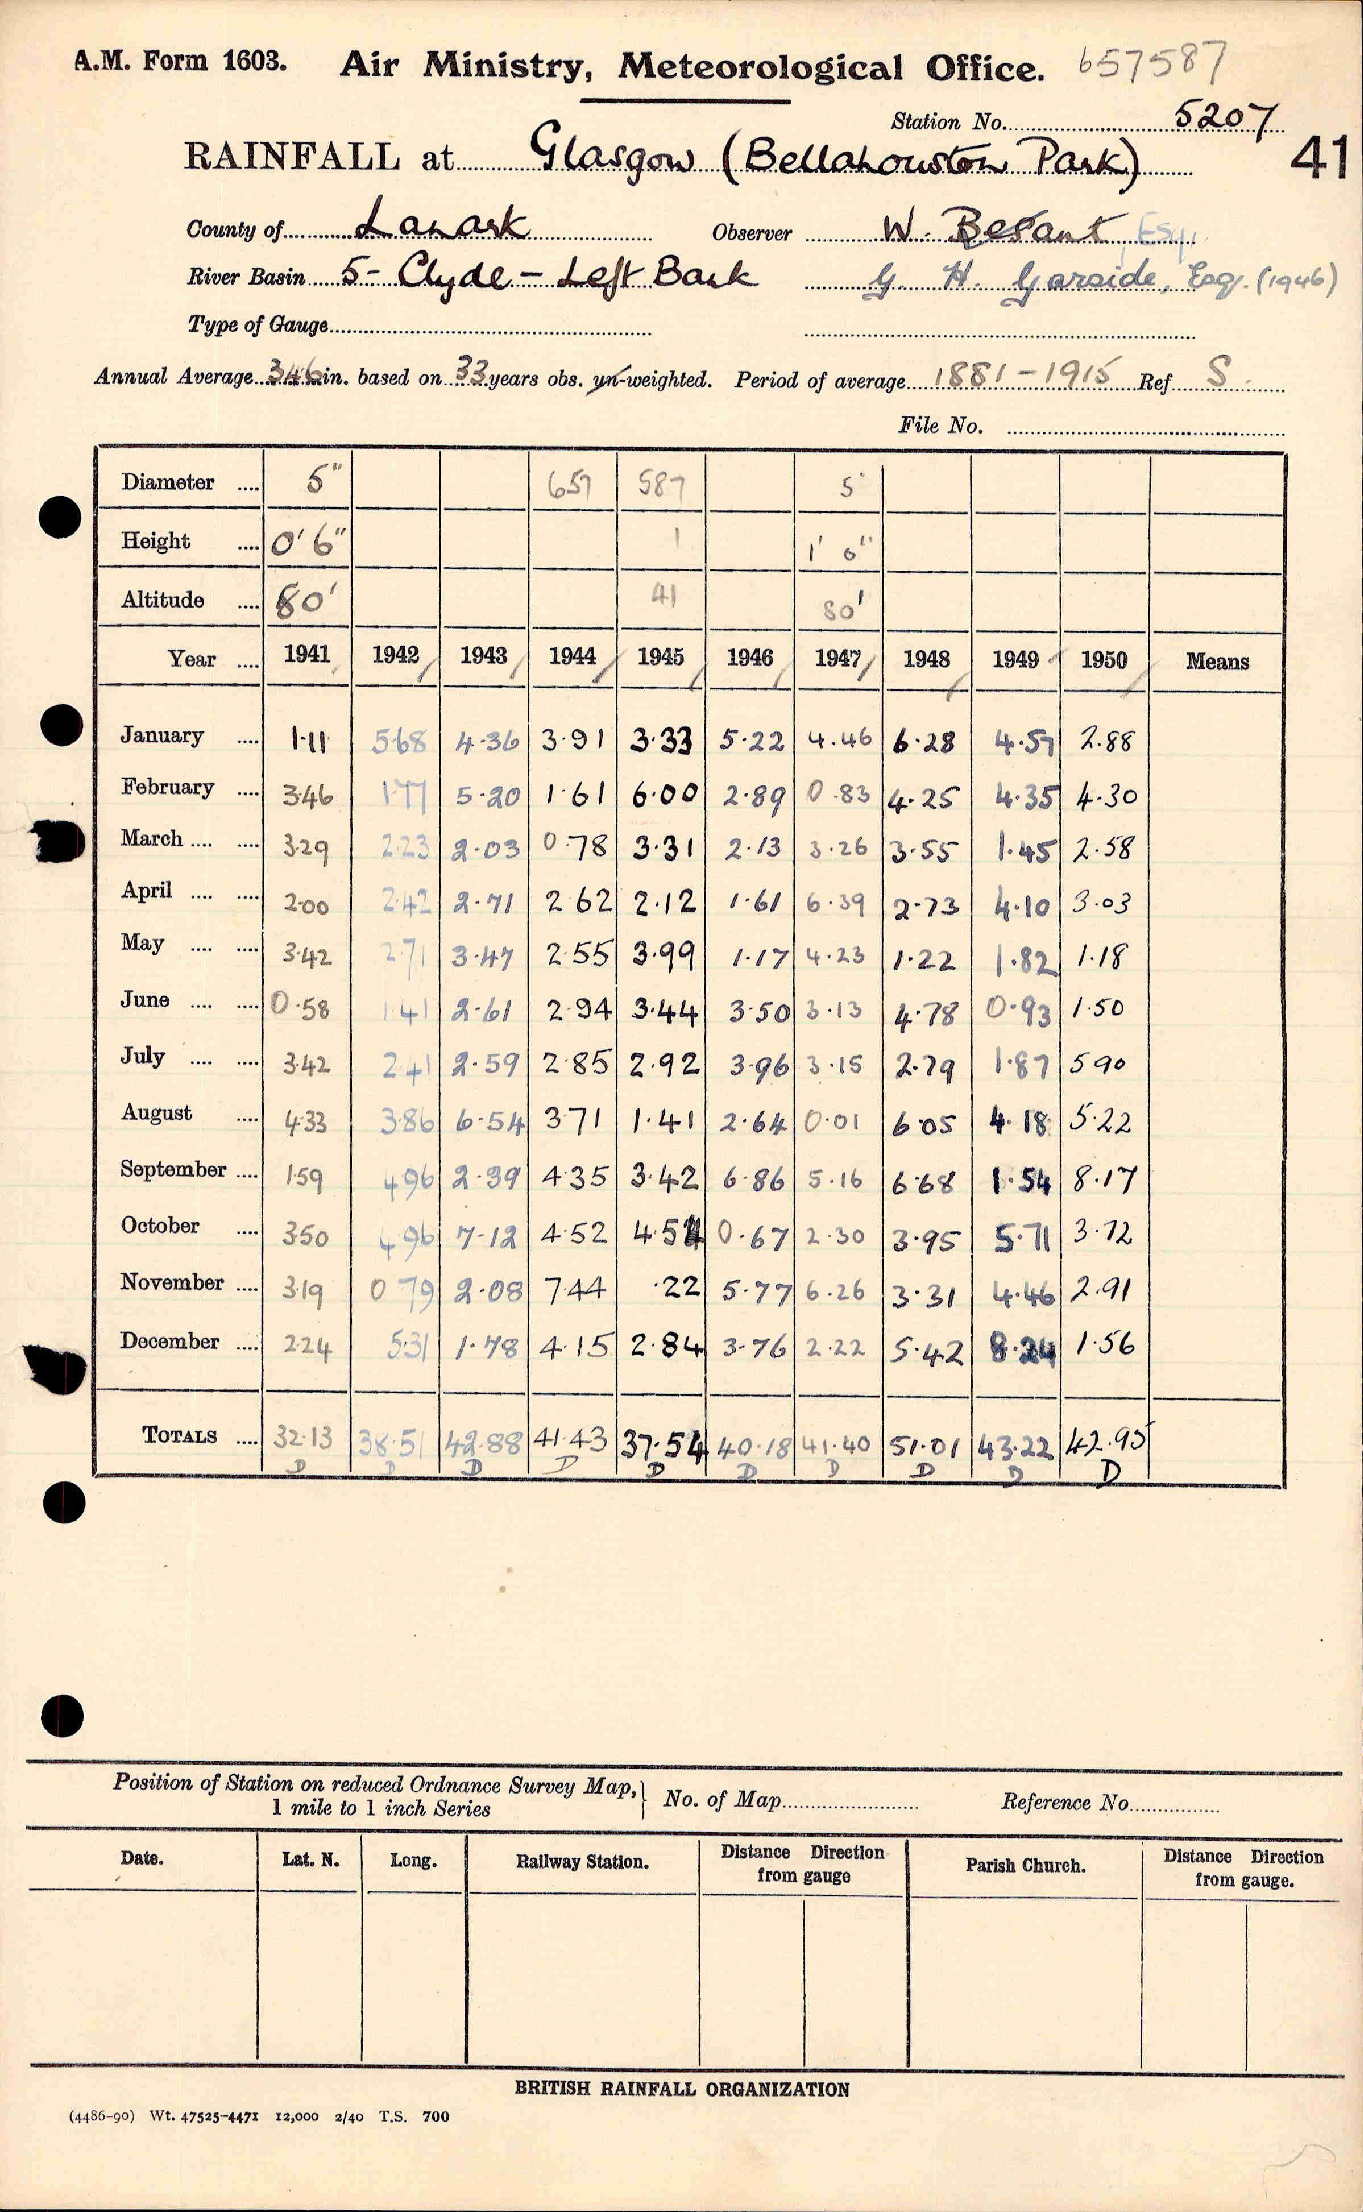 A.M. Form 1603. Air Ministry, Meteorological Office. 657587
Station No. 5207
RAINFALL at Glasgow (Bellahouston Park) 41
County of Lanark Observer W. Besant, Esq.
River Basin 5 - Clyde - Left Bank G. H. Garside, Esq. (1946)
Type of Gauge
Annual Average 34.6 in. based on 33 years obs. un-weighted. Period of average 1881-1915 Ref S.
File No.
Diameter 5" 657 587 5"
Height 0' 6" 1 1' 0"
Altitude 80' 41 80'
Year 1941 1942 1943 1944 1945 1946 1947 1948 1949 1950 Means
January 1.11 5.68 4.36 3.91 3.33 5.22 4.46 6.28 4.57 2.88
February 3.46 1.77 5.20 1.61 6.00 2.89 0.83 4.25 4.35 4.30
March 3.29 2.23 2.03 0.78 3.31 2.13 3.26 3.55 1.45 2.58
April 2.00 2.42 2.71 2.62 2.12 1.61 6.39 2.73 4.10 3.03
May 3.42 2.71 3.47 2.55 3.99 1.17 4.23 1.22 1.82 1.18
June 0.58 1.41 2.61 2.94 3.44 3.50 3.13 4.78 0.93 1.50
July 3.42 2.41 2.59 2.85 2.92 3.96 3.15 2.79 1.87 5.90
August 4.33 3.86 6.54 3.71 1.41 2.64 0.01 6.05 4.18 5.22
September 1.59 4.96 2.39 4.35 3.42 6.86 5.16 6.68 1.54 8.17
October 3.50 4.96 7.12 4.52 4.54 0.67 2.30 3.95 5.71 3.72
November 3.19 0.79 2.08 7.44 .22 5.77 6.26 3.31 4.46 2.91
December 2.24 5.31 1.78 4.15 2.84 3.76 2.22 5.42 8.24 1.56
TOTALS 32.13 38.51 42.88 41.43 37.54 40.18 41.40 51.01 43.22 42.95
D D D D D D D D D D
Position of Station on reduced Ordnance Survey Map, 1 mile to 1 inch Series } No. of Map Reference No.
Date. Lat. N. Long. Railway Station. Distance Direction from gauge Parish Church. Distance Direction from gauge.
BRITISH RAINFALL ORGANIZATION
(4486-90) Wt. 47525-4471 12,000 2/40 T.S. 700